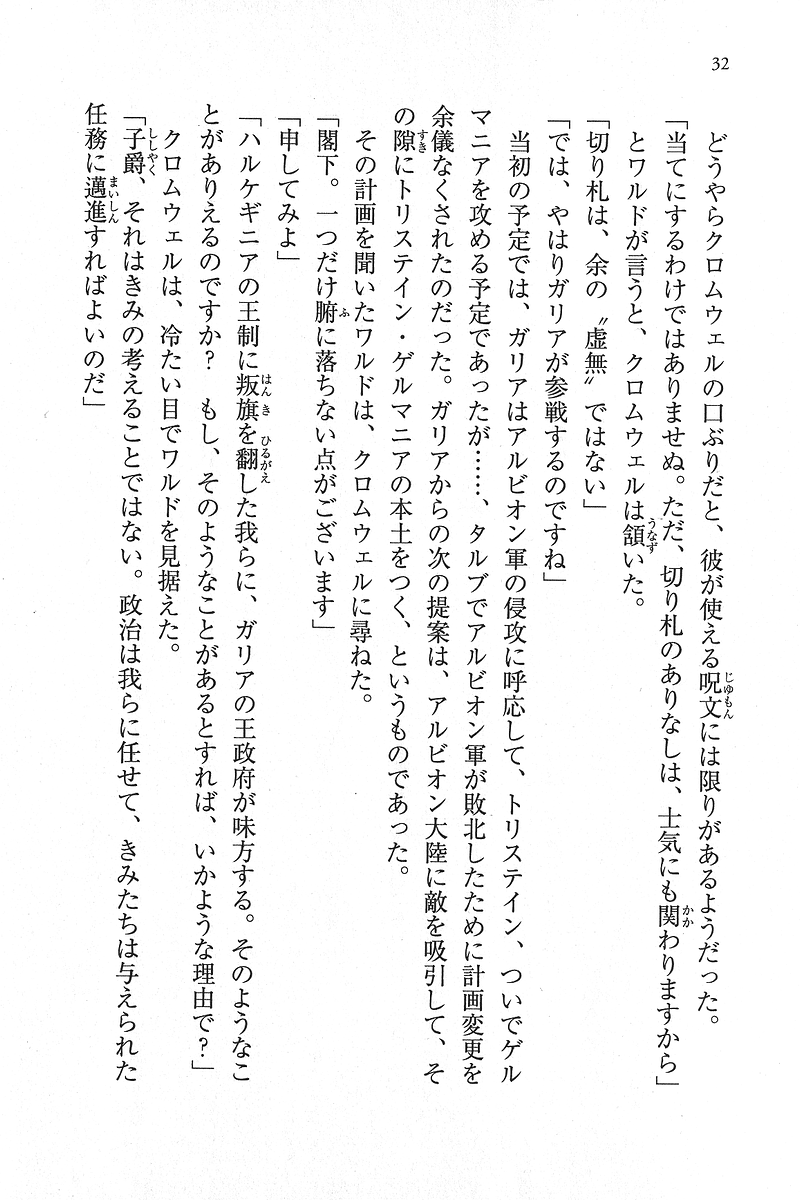 32
どうやらクロムウェルの口ぶりだと、彼が使える呪文には限りがあるようだった。
「当てにするわけではありませぬ。ただ、切り札のありなしは、士気にも関わりますから」
とワルドが言うと、クロムウェルは頷いた。
「切り札は、余の〝虚無〟ではない」
「では、やはりガリアが参戦するのですね」
当初の予定では、ガリアはアルビオン軍の侵攻に呼応して、トリステイン、ついでゲル
マニアを攻める予定であったが……、タルブでアルビオン軍が敗北したために計画変更を
余儀なくされたのだった。ガリアからの次の提案は、アルビオン大陸に敵を吸引して、そ
の隙にトリステイン・ゲルマニアの本土をつく、というものであった。
その計画を聞いたワルドは、クロムウェルに尋ねた。
「閣下。一つだけ腑に落ちない点がございます」
「申してみよ」
「ハルケギニアの王制に叛旗を翻した我らに、ガリアの王政府が味方する。そのようなこ
とがありえるのですか？　もし、そのようなことがあるとすれば、いかような理由で？」
クロムウェルは、冷たい目でワルドを見据えた。
「子爵、それはきみの考えることではない。政治は我らに任せて、きみたちは与えられた
任務に邁進すればよいのだ」